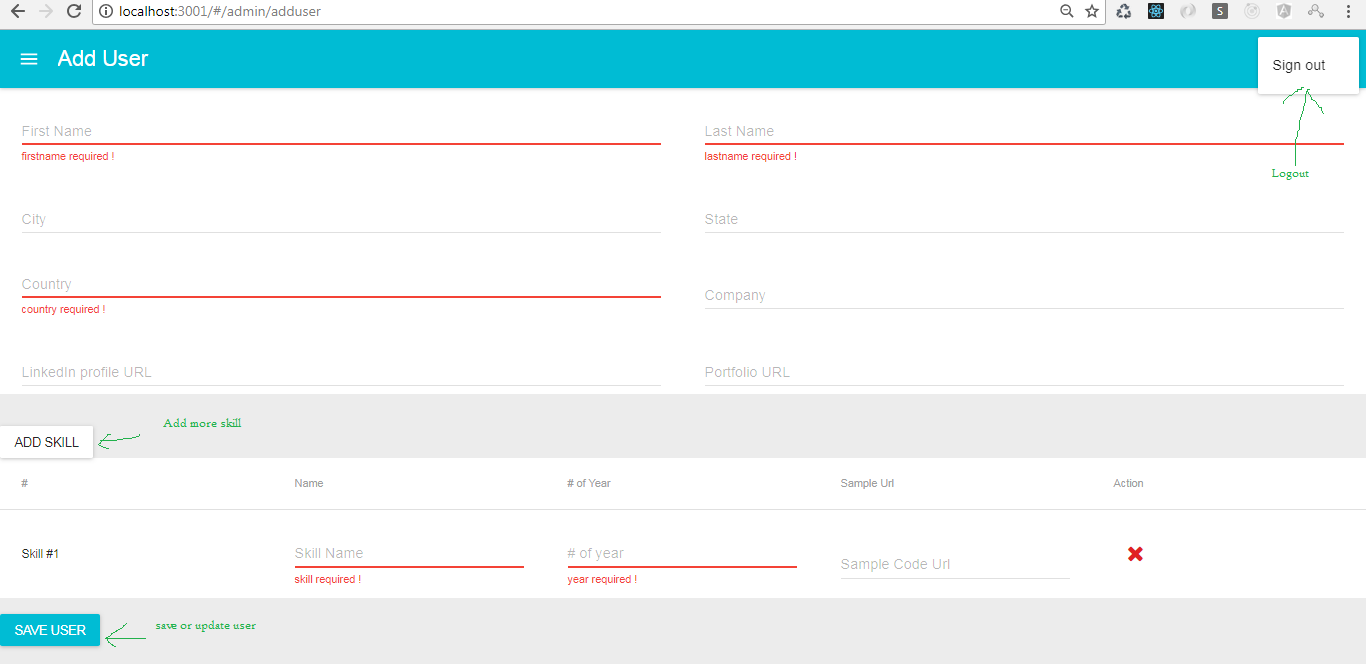 localhost:3001/#/admin/adduser
S
Add User
Sign out
First Name
Last Name
firstname required !
lastname required !
Logout
City
State
Country
Company
country required !
LinkedIn profile URL
Portfolio URL
Add more skill
ADD SKILL
# Name # of Year Sample Url Action
Skill #1 Skill Name # of year Sample Code Url
skill required ! year required !
SAVE USER
save or update user